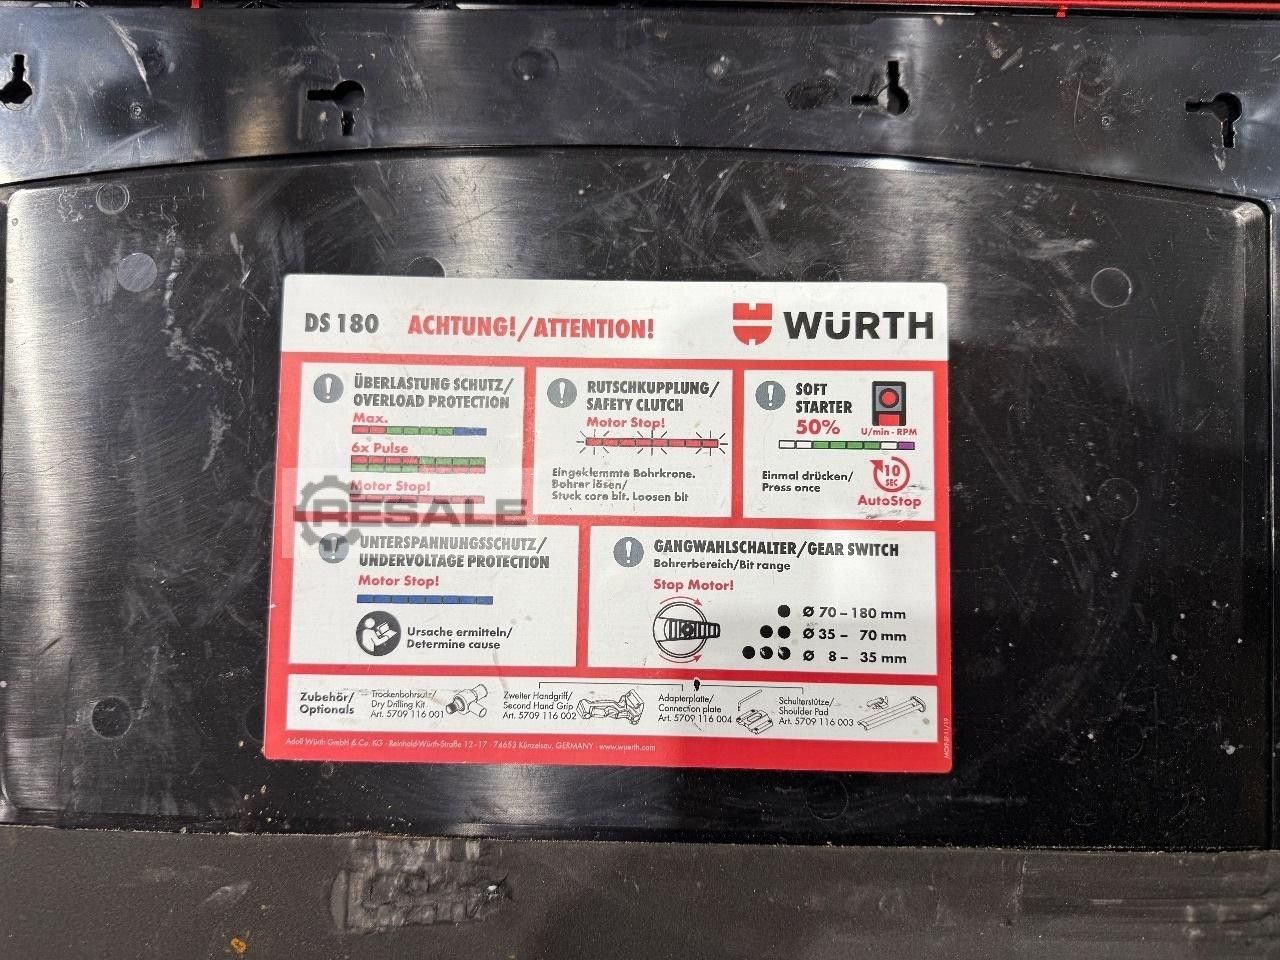 DS 180 ACHTUNG!/ATTENTION! WÜRTH
ÜBERLASTUNG SCHUTZ/
OVERLOAD PROTECTION
Max.
6x Pulse
Motor Stop!
RUTSCHKUPPLUNG/
SAFETY CLUTCH
Motor Stop!
Eingeklemmte Bohrkrone.
Bohrer lösen/
Stuck core bit. Loosen bit
SOFT
STARTER
50%
U/min - RPM
Einmal drücken/
Press once
10
SEC
AutoStop
RESALE
UNTERSPANNUNGSSCHUTZ/
UNDERVOLTAGE PROTECTION
Motor Stop!
Ursache ermitteln/
Determine cause
GANGWAHLSCHALTER/GEAR SWITCH
Bohrerbereich/Bit range
Stop Motor!
Ø 70 – 180 mm
Ø 35 – 70 mm
Ø 8 – 35 mm
Zubehör/
Optionals
Trockenbohrsatz/
Dry Drilling Kit
Art. 5709 116 001
Zweiter Handgriff/
Second Hand Grip
Art. 5709 116 002
Adapterplatte/
Connection plate
Art. 5709 116 004
Schulterstütze/
Shoulder Pad
Art. 5709 116 003
Adolf Würth GmbH & Co. KG · Reinhold-Würth-Straße 12 – 17 · 74653 Künzelsau, GERMANY · www.wuerth.com